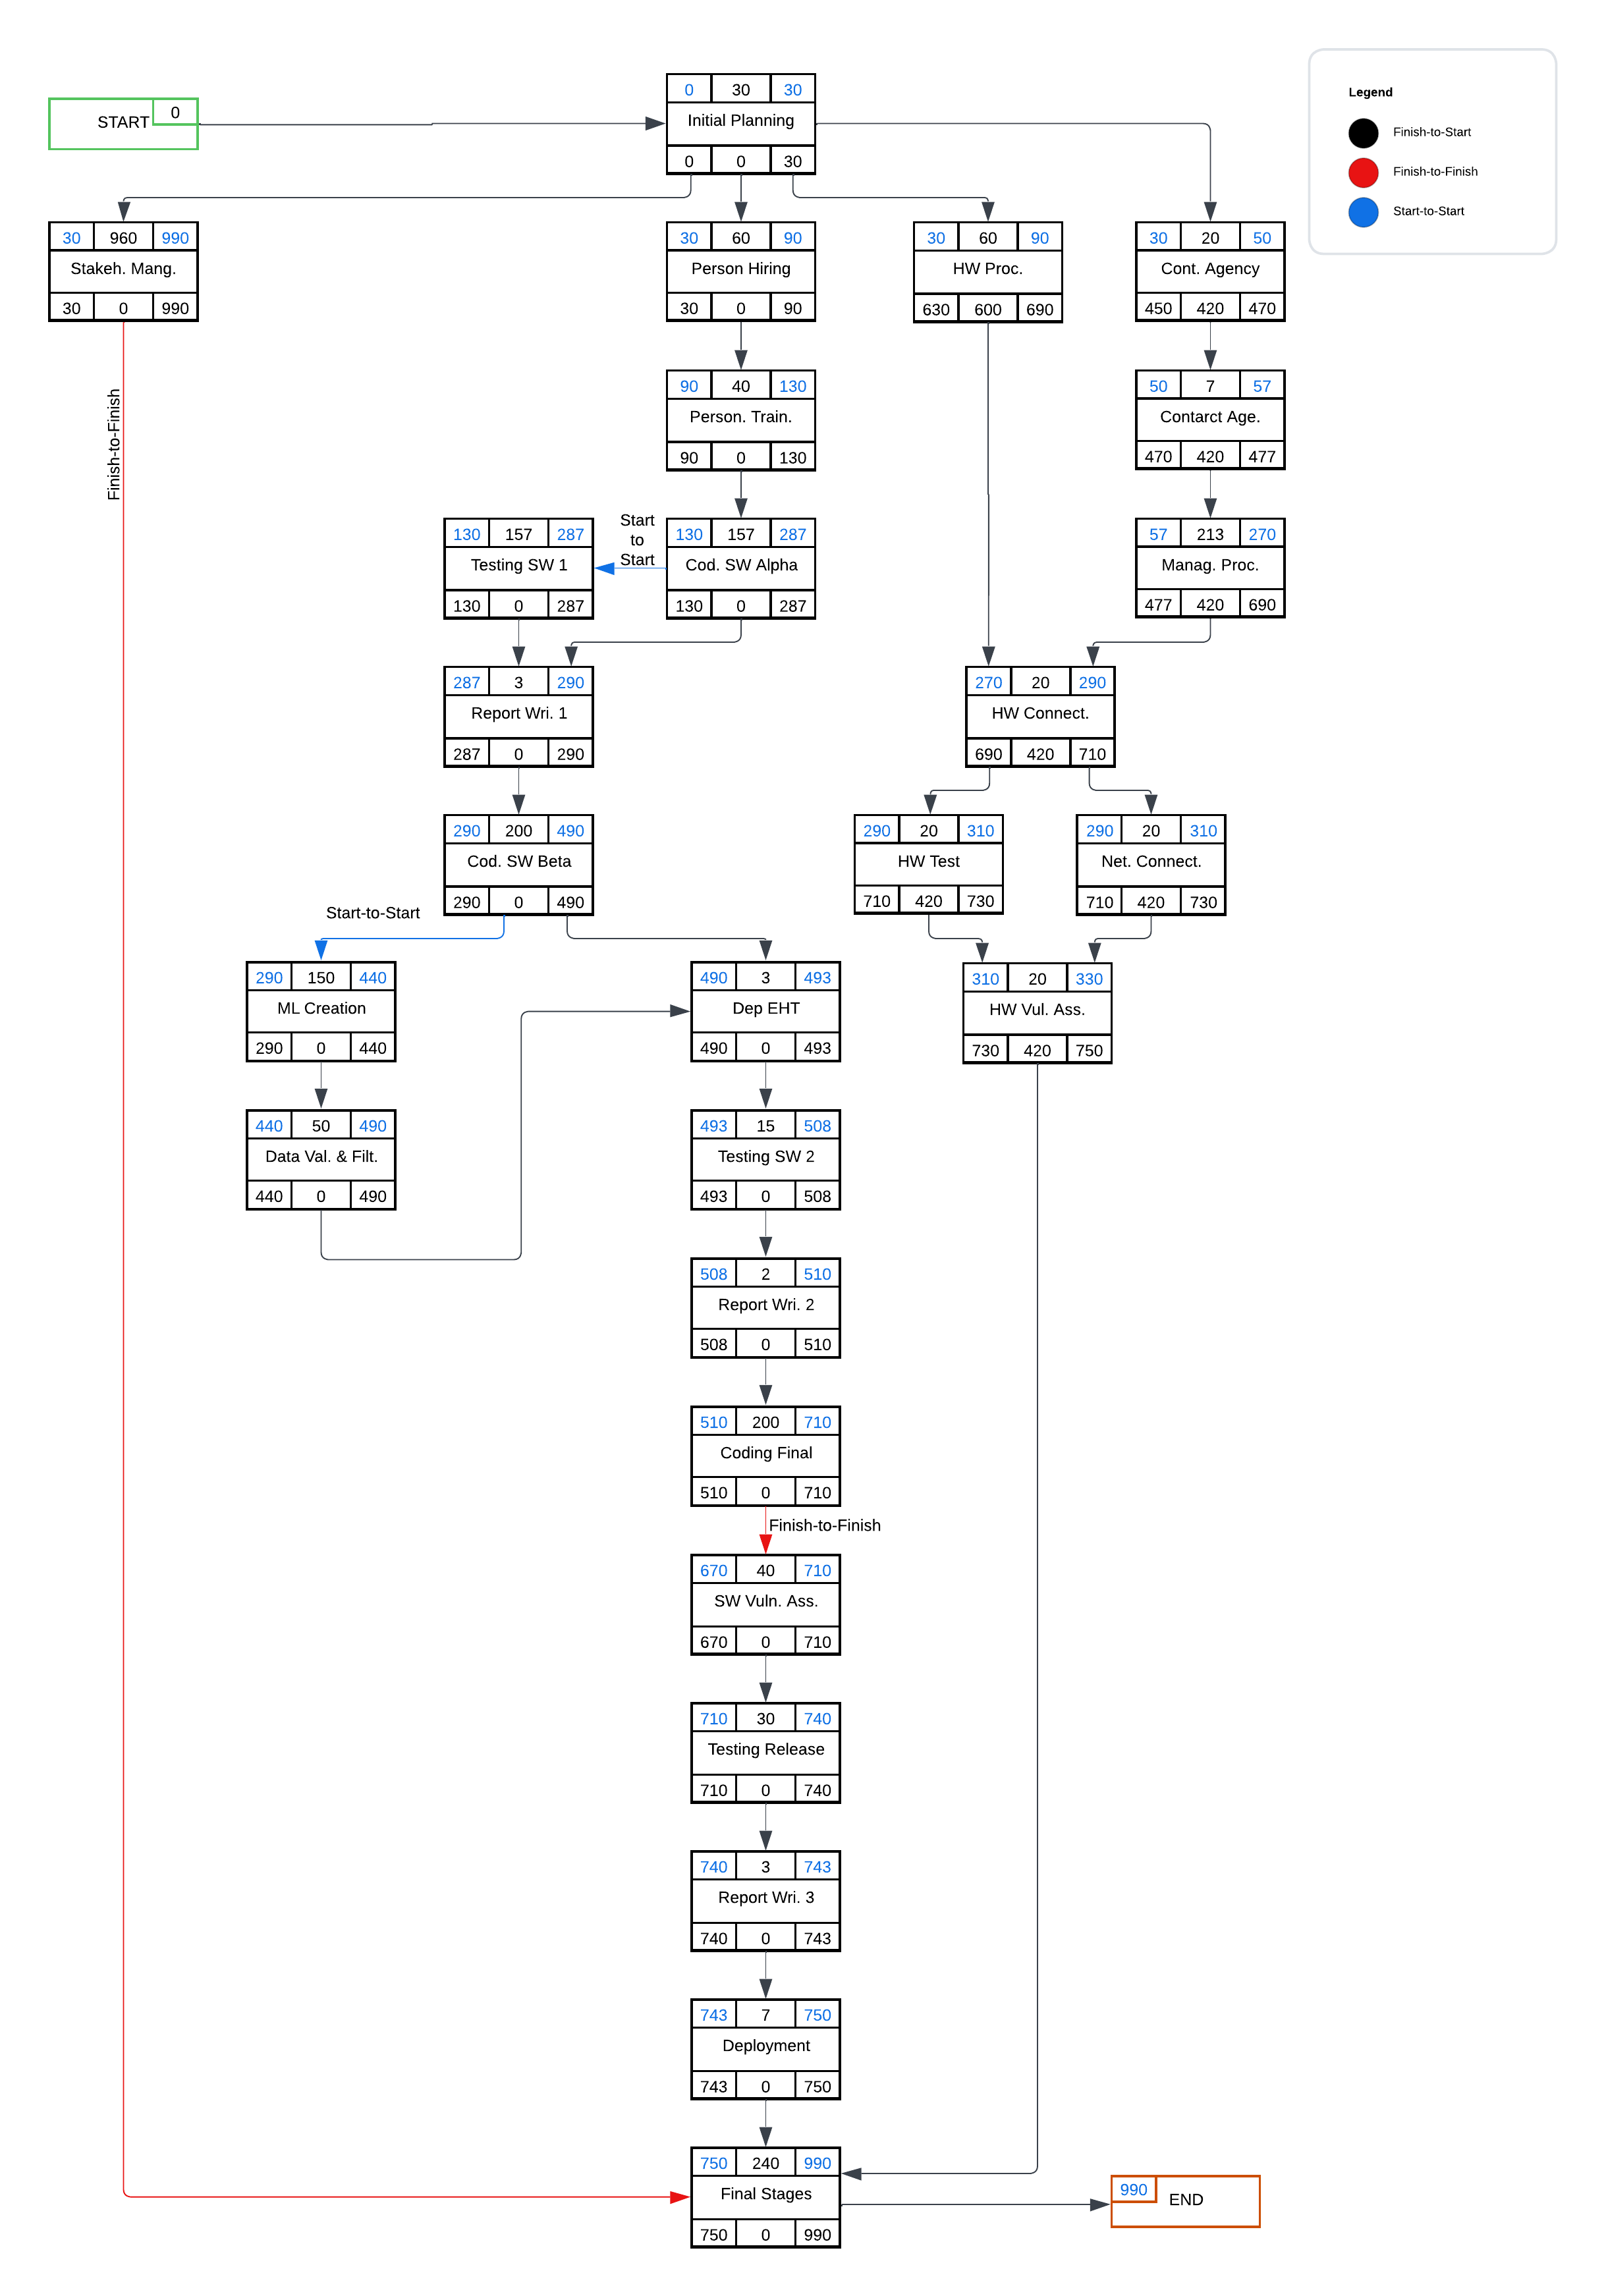 Legend
Finish-to-Start
Finish-to-Finish
Start-to-Start
START 0
0 30 30
Initial Planning
0 0 30
30 960 990
Stakeh. Mang.
30 0 990
30 60 90
Person Hiring
30 0 90
30 60 90
HW Proc.
630 600 690
30 20 50
Cont. Agency
450 420 470
Finish-to-Finish
90 40 130
Person. Train.
90 0 130
50 7 57
Contarct Age.
470 420 477
130 157 287
Testing SW 1
130 0 287
Start
to
Start
130 157 287
Cod. SW Alpha
130 0 287
57 213 270
Manag. Proc.
477 420 690
287 3 290
Report Wri. 1
287 0 290
270 20 290
HW Connect.
690 420 710
290 200 490
Cod. SW Beta
290 0 490
290 20 310
HW Test
710 420 730
290 20 310
Net. Connect.
710 420 730
Start-to-Start
290 150 440
ML Creation
290 0 440
490 3 493
Dep EHT
490 0 493
310 20 330
HW Vul. Ass.
730 420 750
440 50 490
Data Val. & Filt.
440 0 490
493 15 508
Testing SW 2
493 0 508
508 2 510
Report Wri. 2
508 0 510
510 200 710
Coding Final
510 0 710
Finish-to-Finish
670 40 710
SW Vuln. Ass.
670 0 710
710 30 740
Testing Release
710 0 740
740 3 743
Report Wri. 3
740 0 743
743 7 750
Deployment
743 0 750
750 240 990
Final Stages
750 0 990
990 END